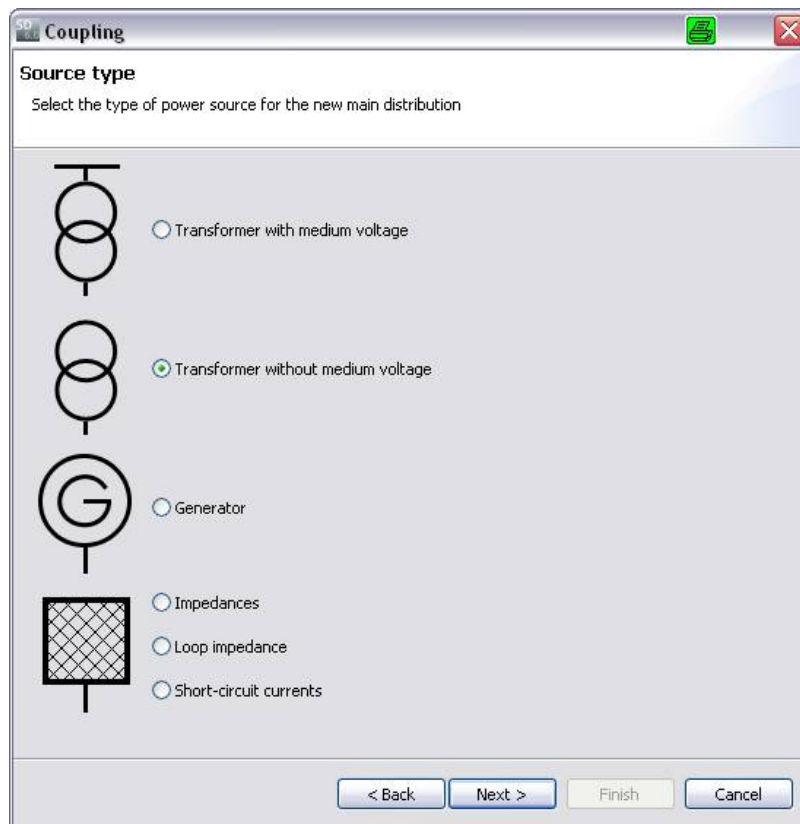 Coupling
Source type
Select the type of power source for the new main distribution
Transformer with medium voltage
Transformer without medium voltage
G
Generator
Impedances
Loop impedance
Short-circuit currents
< Back Next > Finish Cancel